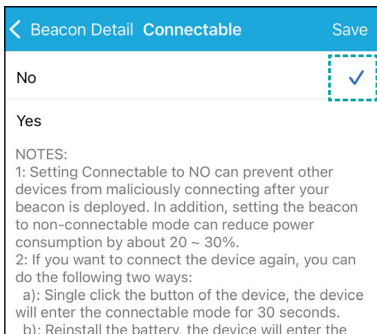 Beacon Detail Connectable Save
No
Yes
NOTES:
1: Setting Connectable to NO can prevent other
devices from maliciously connecting after your
beacon is deployed. In addition, setting the beacon
to non-connectable mode can reduce power
consumption by about 20 ~ 30%.
2: If you want to connect the device again, you can
do the following two ways:
a): Single click the button of the device, the device
will enter the connectable mode for 30 seconds.
b): Reinstall the battery, the device will enter the